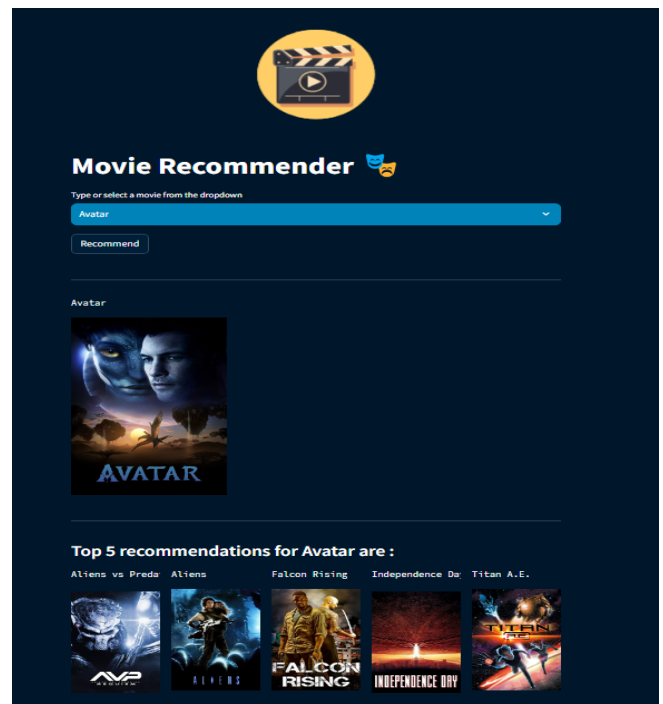 Movie Recommender
Type or select a movie from the dropdown
Avatar
Recommend
Avatar
AVATAR
Top 5 recommendations for Avatar are :
Aliens vs Preda Aliens Falcon Rising Independence Da Titan A.E.
AVP REQUIEM
ALIENS
FALCON RISING
INDEPENDENCE DAY
TITAN A.E.